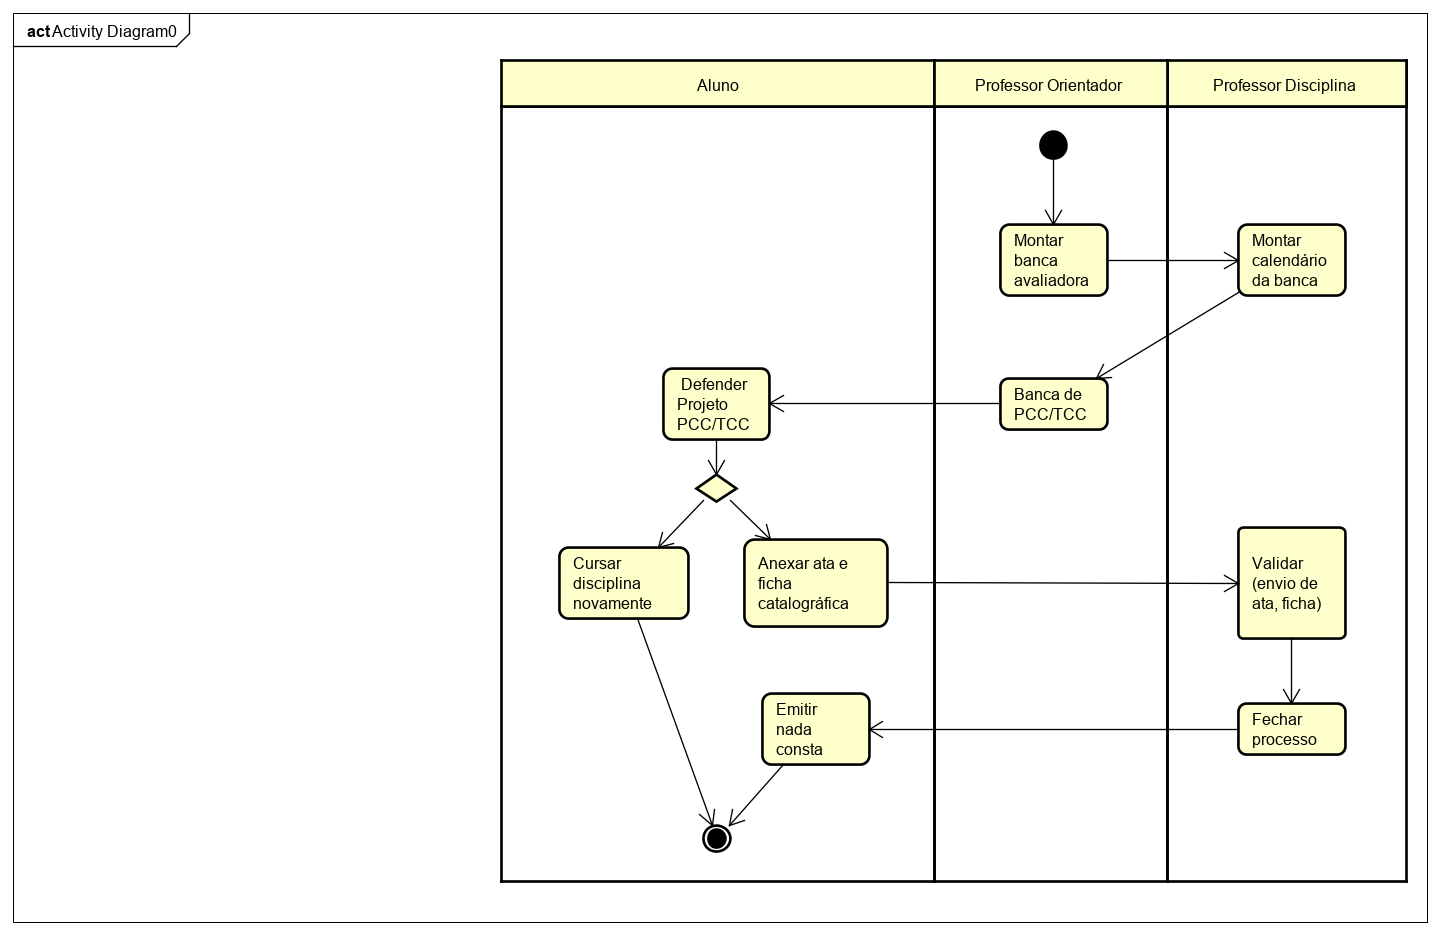 act Activity Diagram0
Aluno
Professor Orientador
Professor Disciplina
Montar
banca
avaliadora
Montar
calendário
da banca
Defender
Projeto
PCC/TCC
Banca de
PCC/TCC
Cursar
disciplina
novamente
Anexar ata e
ficha
catalográfica
Validar
(envio de
ata, ficha)
Emitir
nada
consta
Fechar
processo